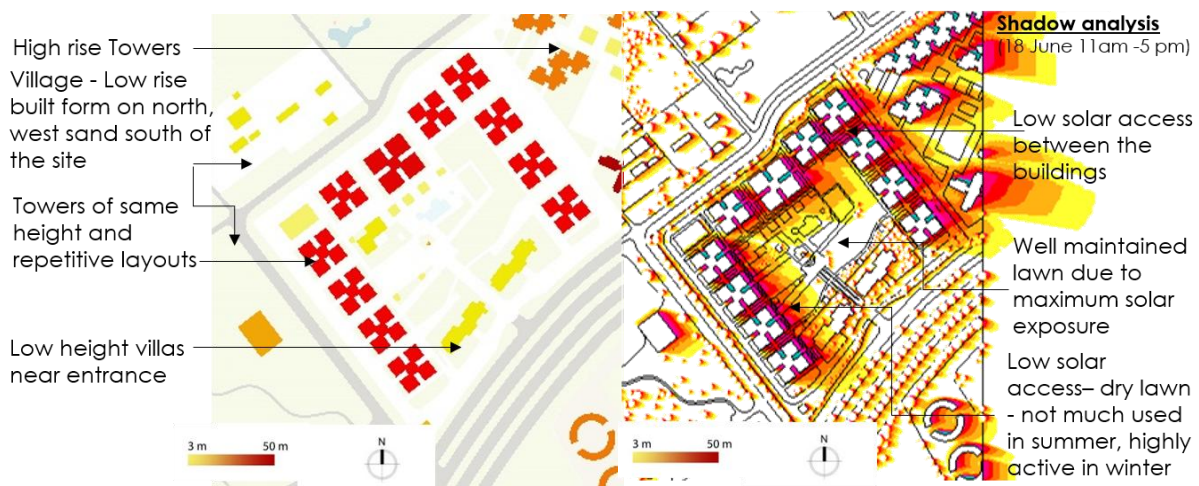 High rise Towers
Village - Low rise
built form on north,
west sand south of
the site
Towers of same
height and
repetitive layouts
Low height villas
near entrance
3 m 50 m
N
3 m 50 m
N
Shadow analysis
(18 June 11am -5 pm)
Low solar access
between the
buildings
Well maintained
lawn due to
maximum solar
exposure
Low solar
access– dry lawn
- not much used
in summer, highly
active in winter